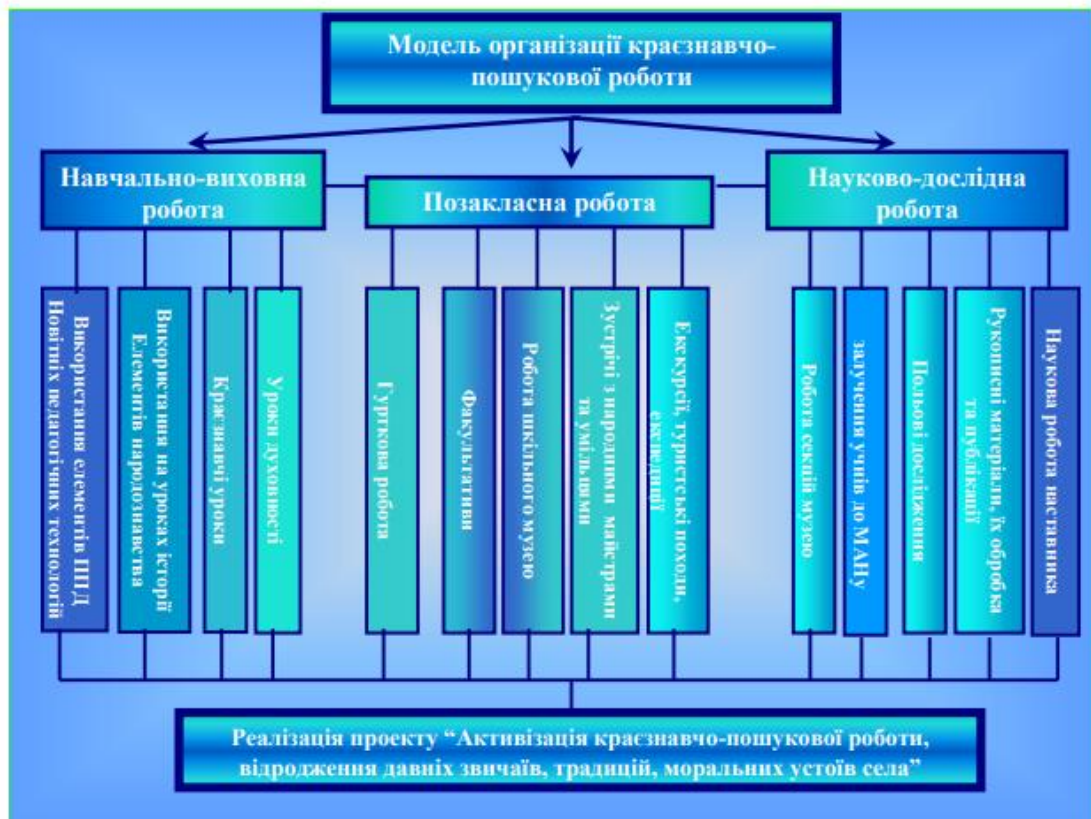 Модель організації краєзнавчо-
пошукової роботи
Навчально-виховна
робота
Позакласна робота
Науково-дослідна
робота
Використання елементів ППД
Новітніх педагогічних технологій
Використання на уроках історії
Елементів народознавства
Краєзнавчі уроки
Уроки духовності
Гурткова робота
Факультативи
Робота шкільного музею
Зустрічі з народними майстрами
та умільцями
Екскурсії, туристські походи,
експедиції
Робота секцій музею
залучення учнів до МАНу
Польові дослідження
Рукописні матеріали, їх обробка
та публікації
Наукова робота наставника
Реалізація проекту “Активізація краєзнавчо-пошукової роботи,
відродження давніх звичаїв, традицій, моральних устоїв села”